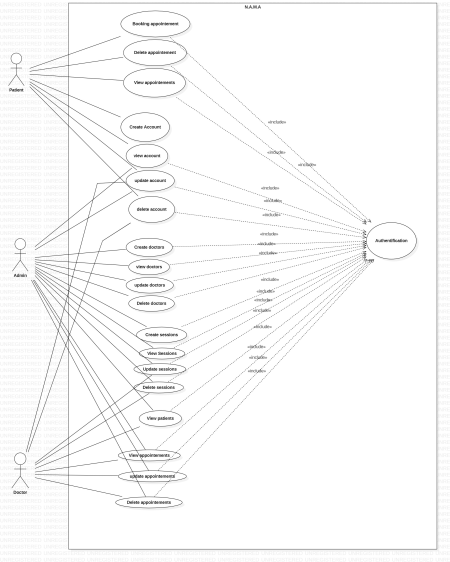 N.A.W.A
Booking appointement
Delete appointement
View appointements
Patient
Create Account
«include»
«include»
«include»
view account
update account
«include»
«include»
delete account
«include»
«include»
Authentification
Create doctors
«include»
«include»
view doctors
Admin
update doctors
«include»
«include»
Delete doctors
«include»
«include»
Create sessions
«include»
View Sessions
«include»
«include»
Update sessions
«include»
Delete sessions
View patients
View appointements
Doctor
update appointements
Delete appointements